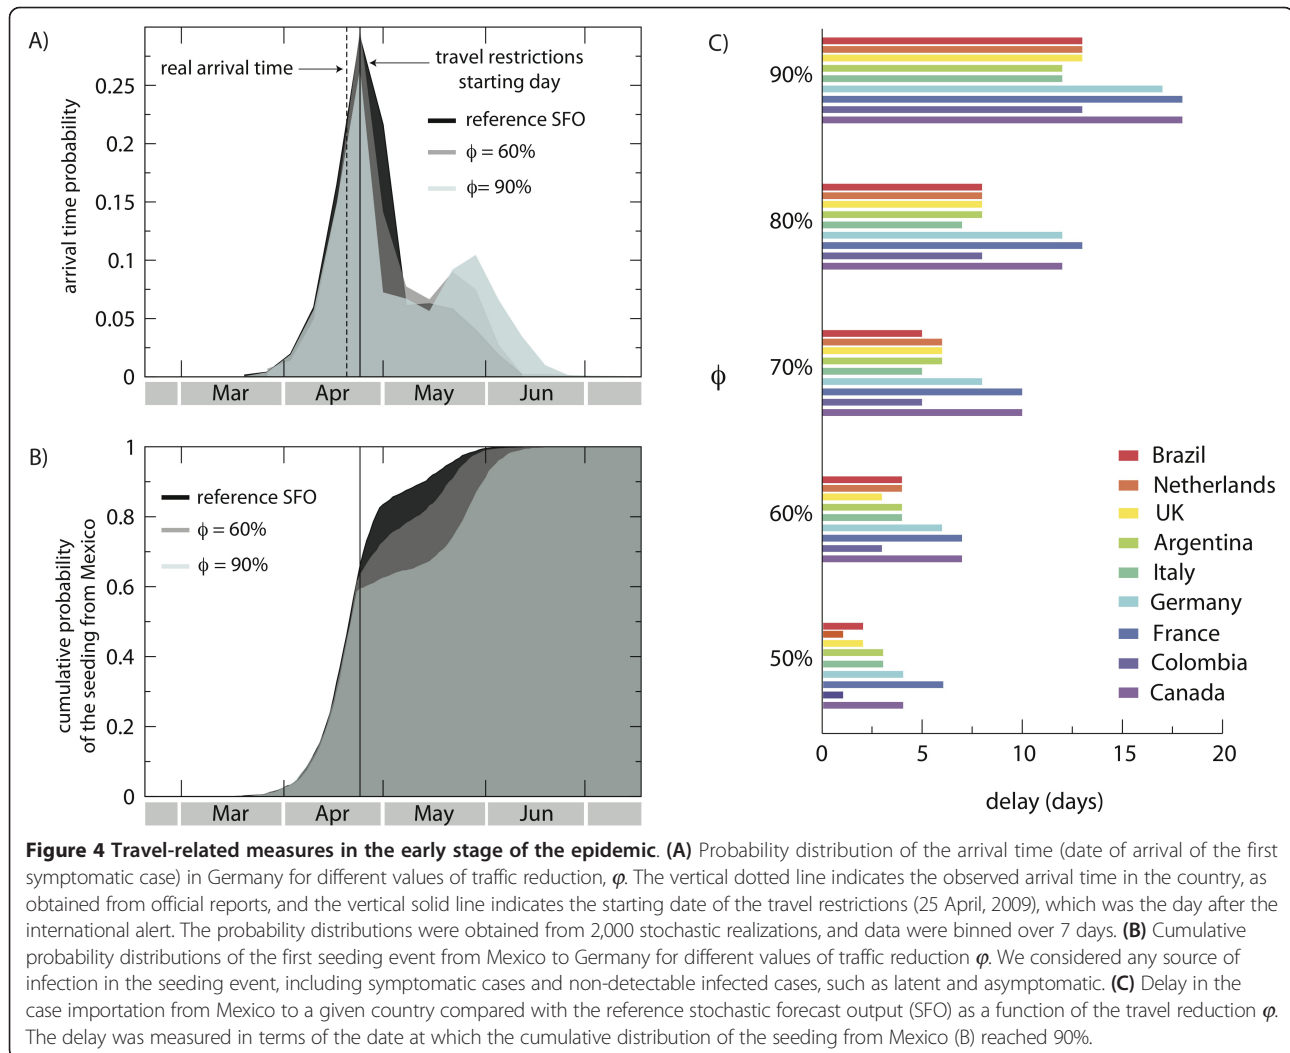 A)
real arrival time
travel restrictions
starting day
reference SFO
ϕ = 60%
ϕ= 90%
arrival time probability
0.25
0.2
0.15
0.1
0.05
0
Mar
Apr
May
Jun
B)
reference SFO
ϕ = 60%
ϕ = 90%
cumulative probability
of the seeding from Mexico
1
0.8
0.6
0.4
0.2
0
Mar
Apr
May
Jun
C)
90%
80%
70%
60%
50%
ϕ
Brazil
Netherlands
UK
Argentina
Italy
Germany
France
Colombia
Canada
0
5
10
15
20
delay (days)
Figure 4 Travel-related measures in the early stage of the epidemic. (A) Probability distribution of the arrival time (date of arrival of the first
symptomatic case) in Germany for different values of traffic reduction, φ. The vertical dotted line indicates the observed arrival time in the country, as
obtained from official reports, and the vertical solid line indicates the starting date of the travel restrictions (25 April, 2009), which was the day after the
international alert. The probability distributions were obtained from 2,000 stochastic realizations, and data were binned over 7 days. (B) Cumulative
probability distributions of the first seeding event from Mexico to Germany for different values of traffic reduction φ. We considered any source of
infection in the seeding event, including symptomatic cases and non-detectable infected cases, such as latent and asymptomatic. (C) Delay in the
case importation from Mexico to a given country compared with the reference stochastic forecast output (SFO) as a function of the travel reduction φ.
The delay was measured in terms of the date at which the cumulative distribution of the seeding from Mexico (B) reached 90%.